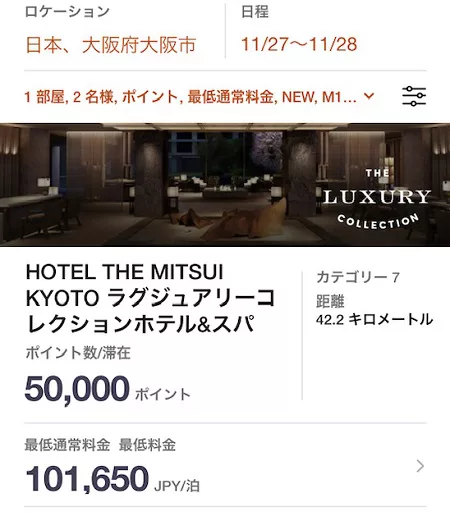 ロケーション
日程
日本、大阪府大阪市
11/27〜11/28
1 部屋, 2 名様, ポイント, 最低通常料金, NEW, M1...
THE
LUXURY
COLLECTION
HOTEL THE MITSUI
KYOTO ラグジュアリーコ
レクションホテル&スパ
カテゴリー 7
距離
42.2 キロメートル
ポイント数/滞在
50,000 ポイント
最低通常料金 最低料金
101,650 JPY/泊